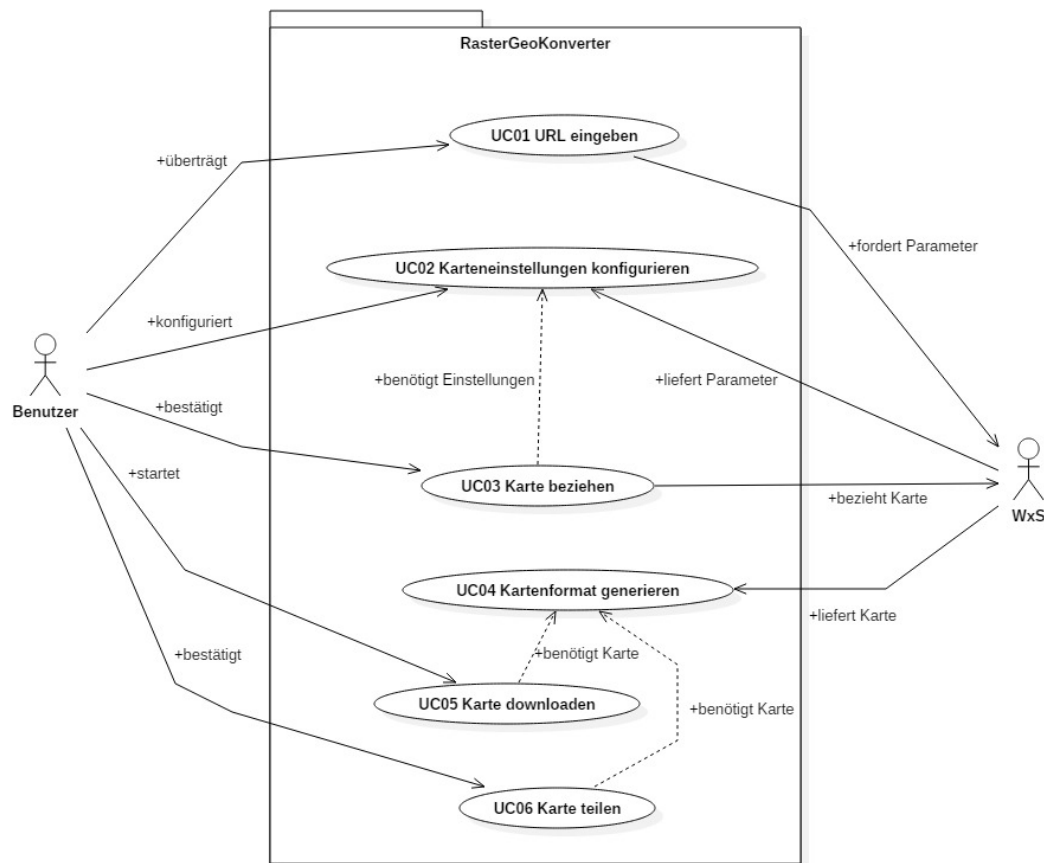 RasterGeoKonverter
UC01 URL eingeben
+überträgt
+fordert Parameter
UC02 Karteneinstellungen konfigurieren
+konfiguriert
+benötigt Einstellungen
+liefert Parameter
Benutzer
+bestätigt
+startet
UC03 Karte beziehen
+bezieht Karte
WxS
UC04 Kartenformat generieren
+liefert Karte
+bestätigt
+benötigt Karte
UC05 Karte downloaden
+benötigt Karte
UC06 Karte teilen